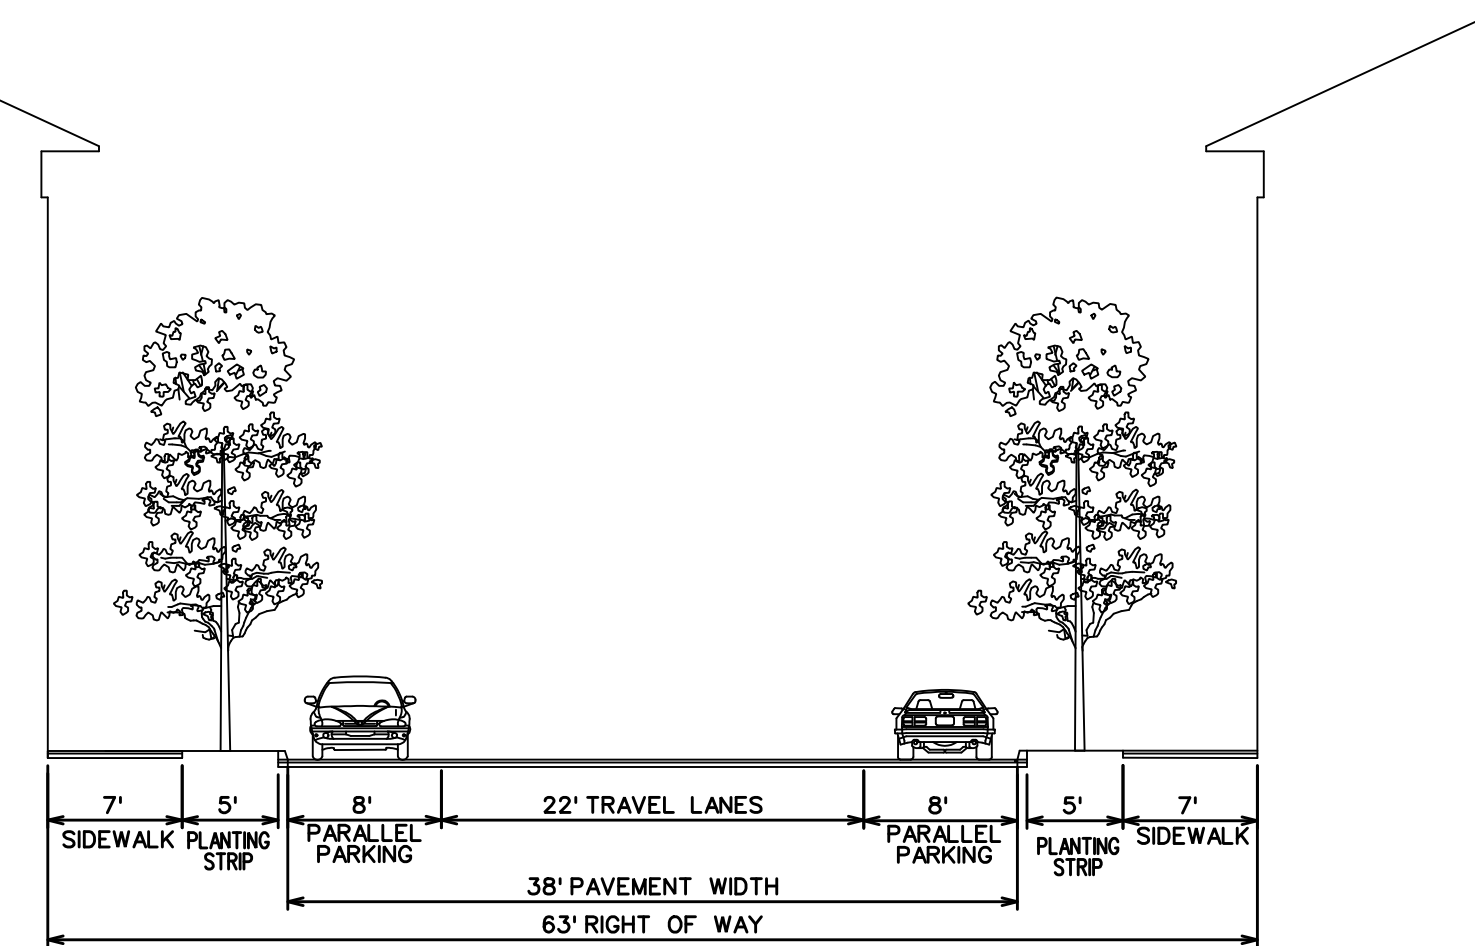 7' 5' 8' 22' TRAVEL LANES 8' 5' 7'
SIDEWALK PLANTING PARALLEL PARALLEL PLANTING SIDEWALK
STRIP PARKING PARKING STRIP
38' PAVEMENT WIDTH
63' RIGHT OF WAY